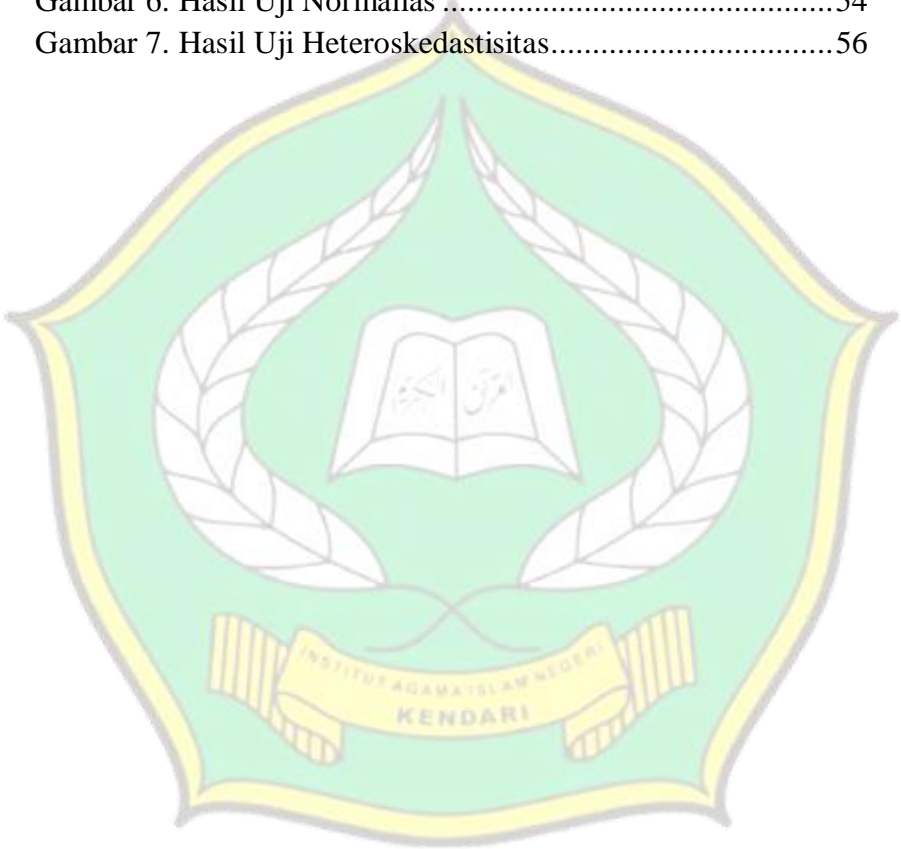 Gambar 6. Hasil Uji Normalitas ................................................54
Gambar 7. Hasil Uji Heteroskedastisitas..................................56
INSTITUT AGAMA ISLAM NEGERI
KENDARI